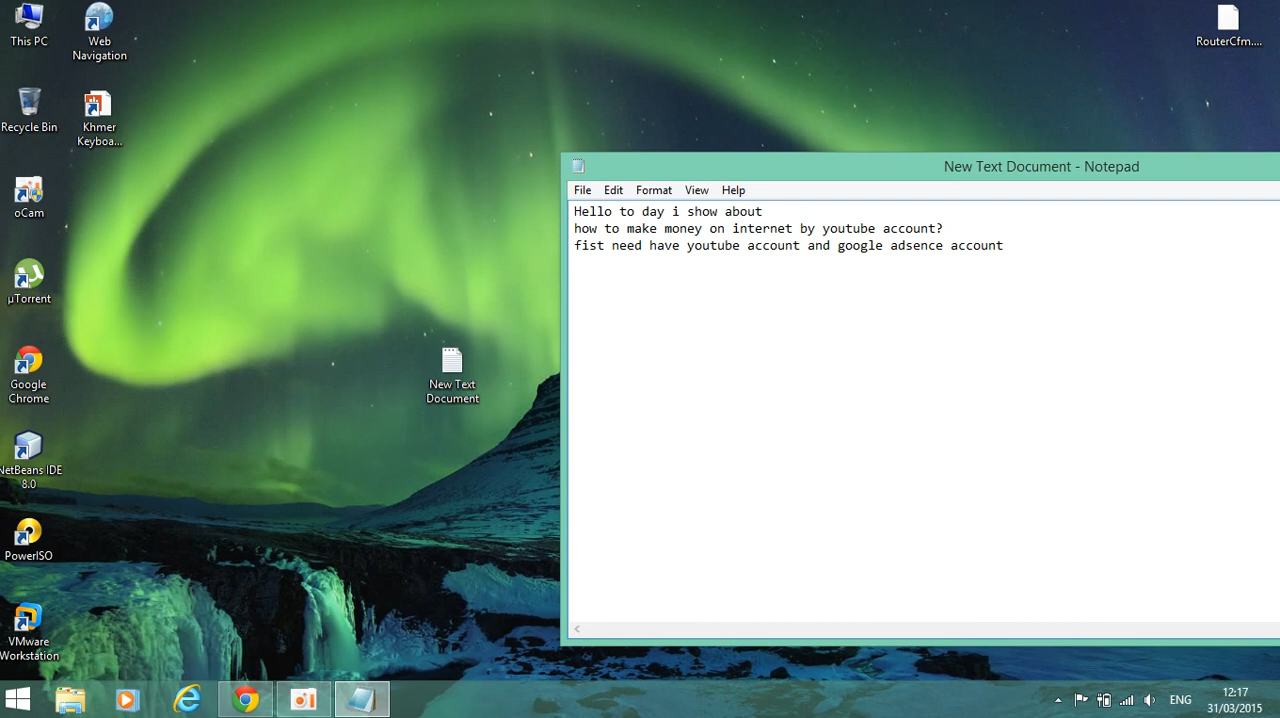 This PC
Web
Navigation
RouterCfm....
Recycle Bin
Khmer
Keyboa...
oCam
µTorrent
Google
Chrome
NetBeans IDE
8.0
PowerISO
VMware
Workstation
New Text
Document
New Text Document - Notepad
File Edit Format View Help
Hello to day i show about
how to make money on internet by youtube account?
fist need have youtube account and google adsence account
ENG
12:17
31/03/2015